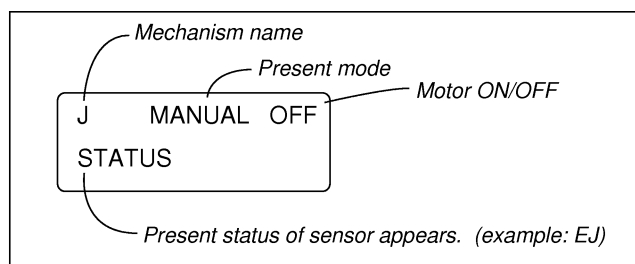 Mechanism name
Present mode
Motor ON/OFF
J MANUAL OFF
STATUS
Present status of sensor appears. (example: EJ)